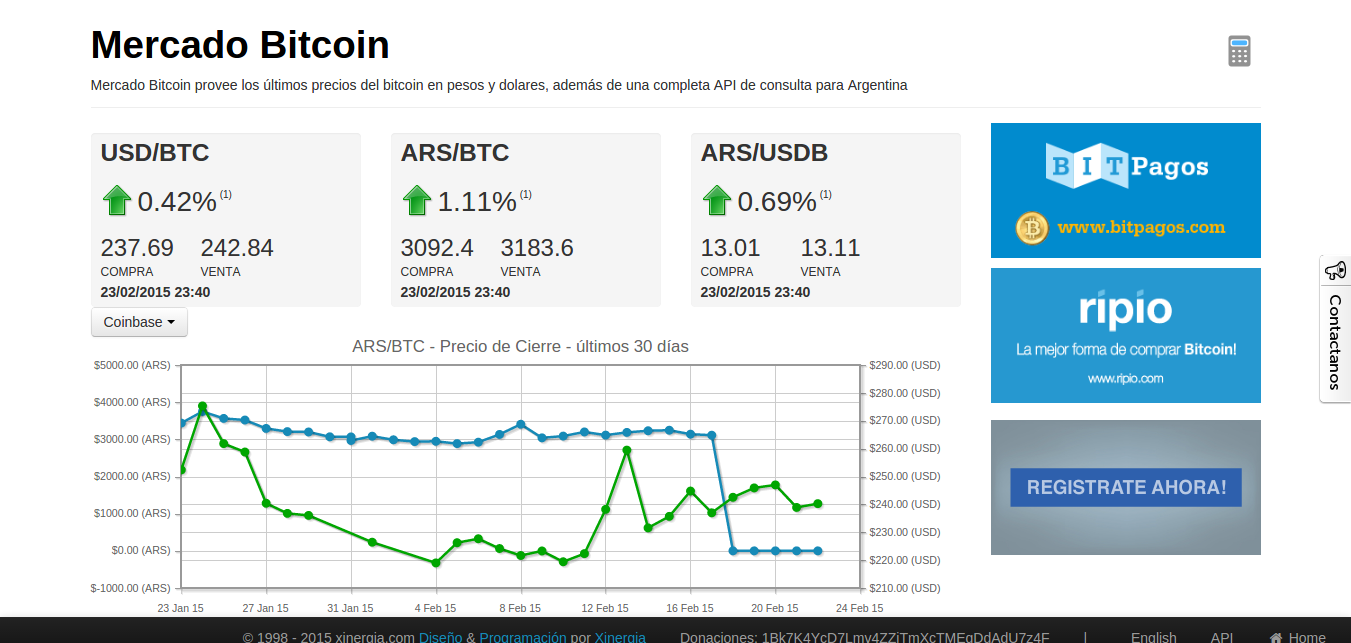 Mercado Bitcoin
Mercado Bitcoin provee los últimos precios del bitcoin en pesos y dolares, además de una completa API de consulta para Argentina
USD/BTC
0.42% (1)
237.69 242.84
COMPRA VENTA
23/02/2015 23:40
ARS/BTC
1.11% (1)
3092.4 3183.6
COMPRA VENTA
23/02/2015 23:40
ARS/USDB
0.69% (1)
13.01 13.11
COMPRA VENTA
23/02/2015 23:40
BIT Pagos
www.bitpagos.com
ripio
La mejor forma de comprar Bitcoin!
www.ripio.com
REGISTRATE AHORA!
Contactanos
Coinbase
ARS/BTC - Precio de Cierre - últimos 30 días
$5000.00 (ARS)
$4000.00 (ARS)
$3000.00 (ARS)
$2000.00 (ARS)
$1000.00 (ARS)
$0.00 (ARS)
$-1000.00 (ARS)
$290.00 (USD)
$280.00 (USD)
$270.00 (USD)
$260.00 (USD)
$250.00 (USD)
$240.00 (USD)
$230.00 (USD)
$220.00 (USD)
$210.00 (USD)
23 Jan 15 27 Jan 15 31 Jan 15 4 Feb 15 8 Feb 15 12 Feb 15 16 Feb 15 20 Feb 15 24 Feb 15
© 1998 - 2015 xinergia.com Diseño & Programación por Xinergia Donaciones: 1Bk7K4YcD7Lmv4ZZjTmXcTMEgDdAdU7z4F | English API Home